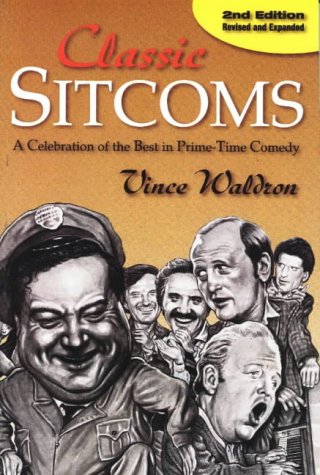 2nd Edition
Revised and Expanded
Classic
SITCOMS
A Celebration of the Best in Prime-Time Comedy
Vince Waldron